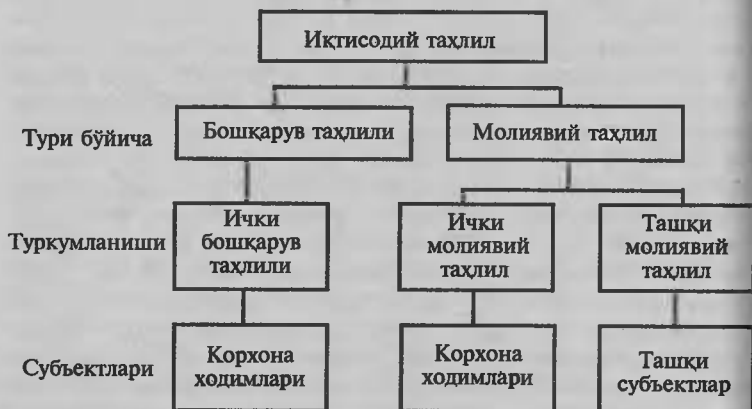 Иқтисодий таҳлил
Тури бўйича
Бошқарув таҳлили
Молиявий таҳлил
Туркумланиши
Ички
бошқарув
таҳлили
Ички
молиявий
таҳлил
Ташқи
молиявий
таҳлил
Субъектлари
Корхона
ходимлари
Корхона
ходимлари
Ташқи
субъектлар